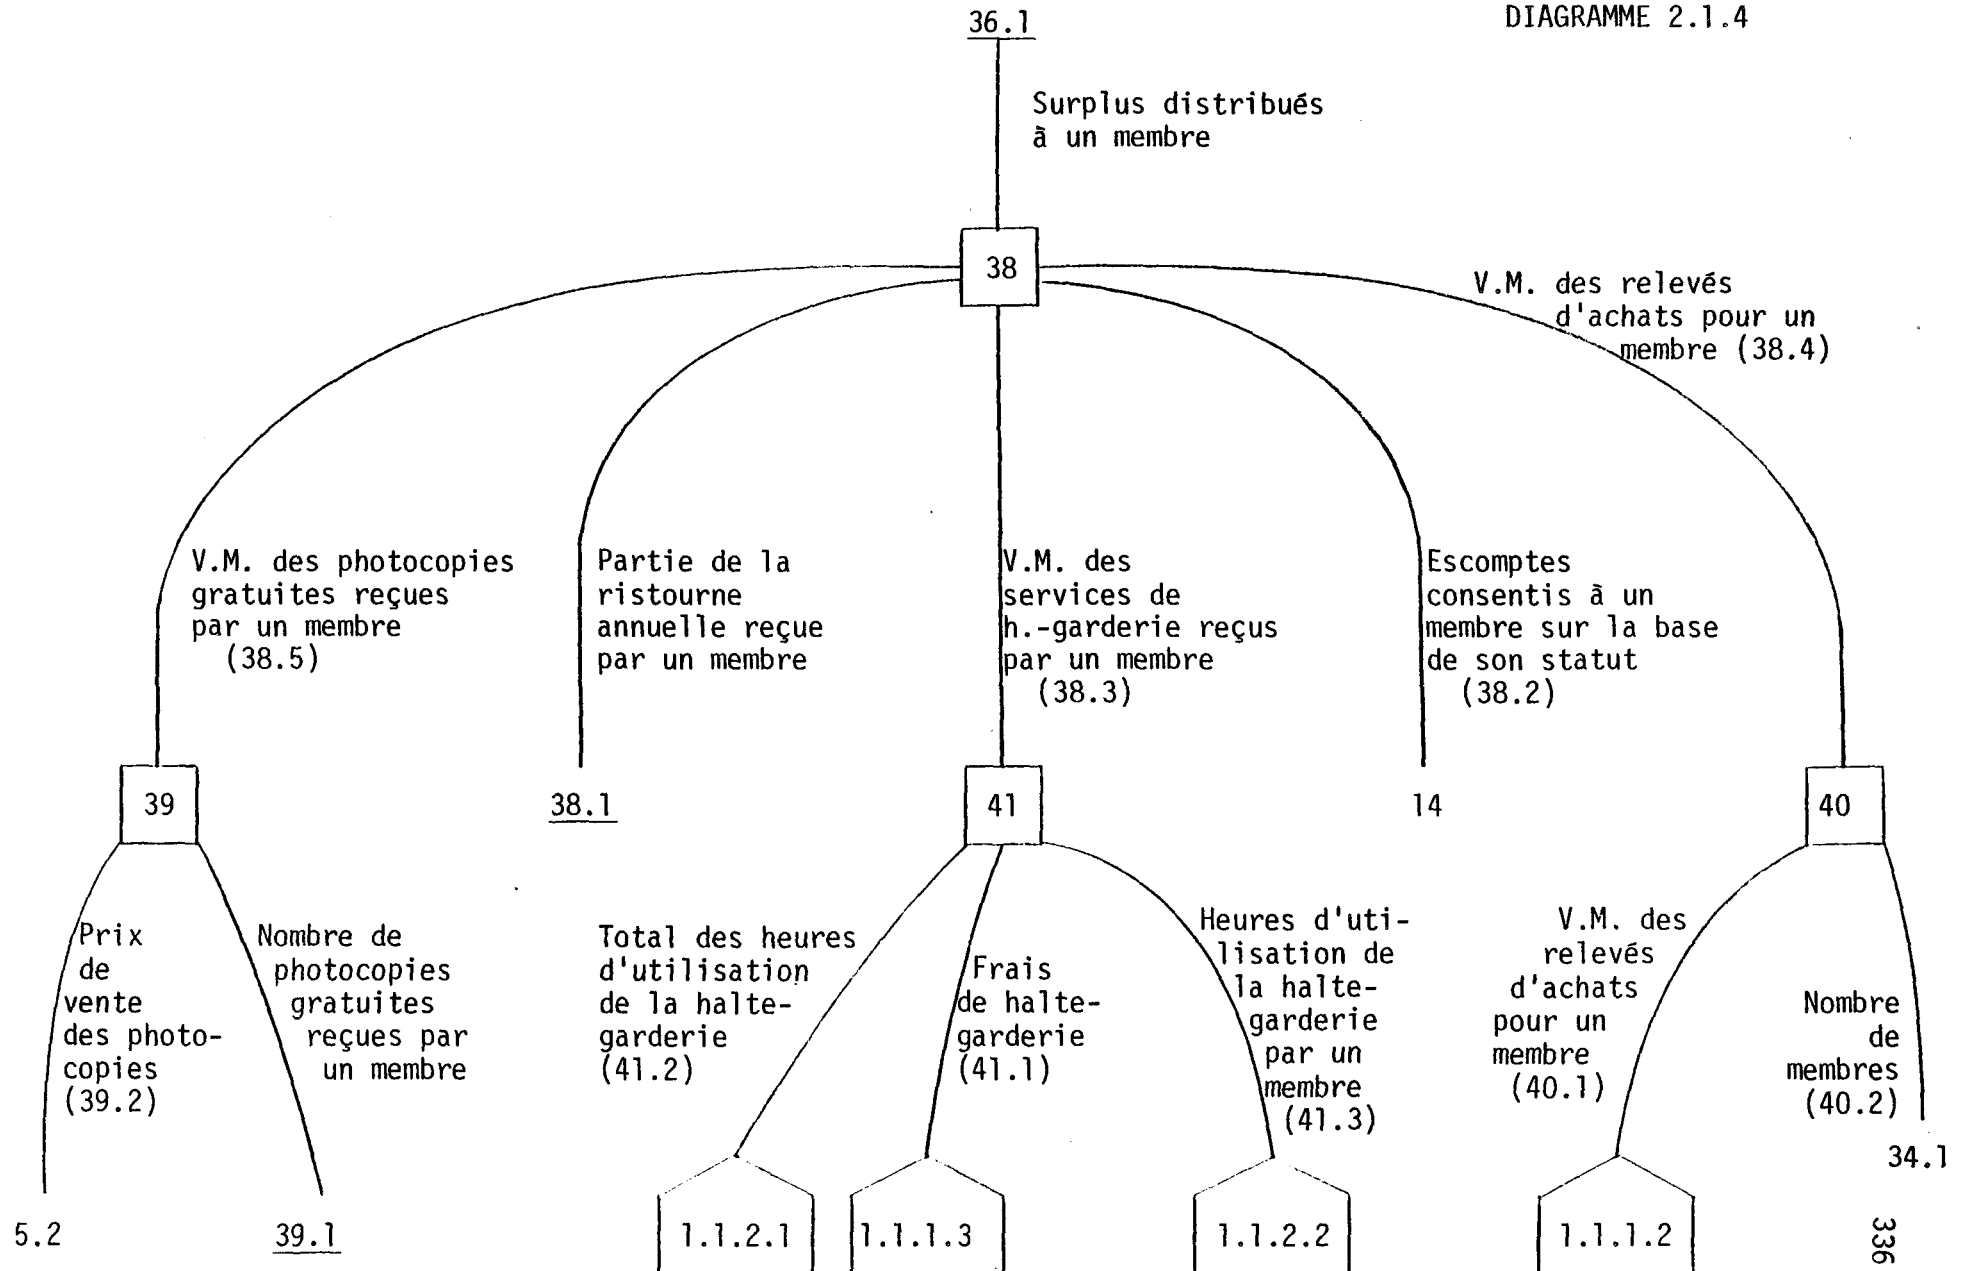 DIAGRAMME 2.1.4
36.1
Surplus distribués
à un membre
38
V.M. des relevés
d'achats pour un
membre (38.4)
V.M. des photocopies
gratuites reçues
par un membre
(38.5)
Partie de la
ristourne
annuelle reçue
par un membre
V.M. des
services de
h.-garderie reçus
par un membre
(38.3)
Escomptes
consentis à un
membre sur la base
de son statut
(38.2)
39
38.1
41
14
40
Prix
de
vente
des photo-
copies
(39.2)
Nombre de
photocopies
gratuites
reçues par
un membre
Total des heures
d'utilisation
de la halte-
garderie
(41.2)
Frais
de halte-
garderie
(41.1)
Heures d'uti-
lisation de
la halte-
garderie
par un
membre
(41.3)
V.M. des
relevés
d'achats
pour un
membre
(40.1)
Nombre
de
membres
(40.2)
34.1
5.2
39.1
1.1.2.1
1.1.1.3
1.1.2.2
1.1.1.2
336